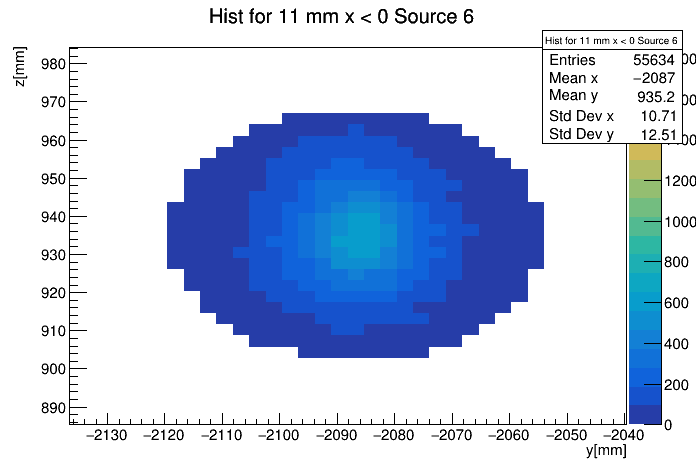 Hist for 11 mm x < 0 Source 6
Hist for 11 mm x < 0 Source 6
Entries 55634
Mean x −2087
Mean y 935.2
Std Dev x 10.71
Std Dev y 12.51
z[mm]
980
970
960
950
940
930
920
910
900
890
1200
1000
800
600
400
200
0
−2130 −2120 −2110 −2100 −2090 −2080 −2070 −2060 −2050 −2040
y[mm]